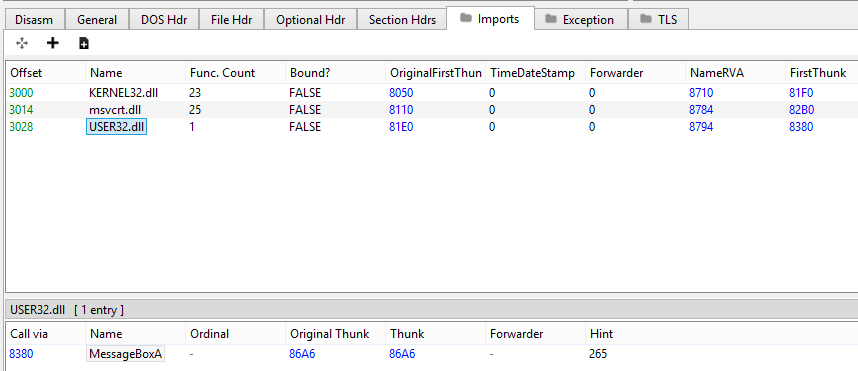 Disasm General DOS Hdr File Hdr Optional Hdr Section Hdrs Imports Exception TLS
Offset Name Func. Count Bound? OriginalFirstThun TimeDateStamp Forwarder NameRVA FirstThunk
3000 KERNEL32.dll 23 FALSE 8050 0 0 8710 81F0
3014 msvcrt.dll 25 FALSE 8110 0 0 8784 82B0
3028 USER32.dll 1 FALSE 81E0 0 0 8794 8380
USER32.dll [ 1 entry ]
Call via Name Ordinal Original Thunk Thunk Forwarder Hint
8380 MessageBoxA - 86A6 86A6 - 265